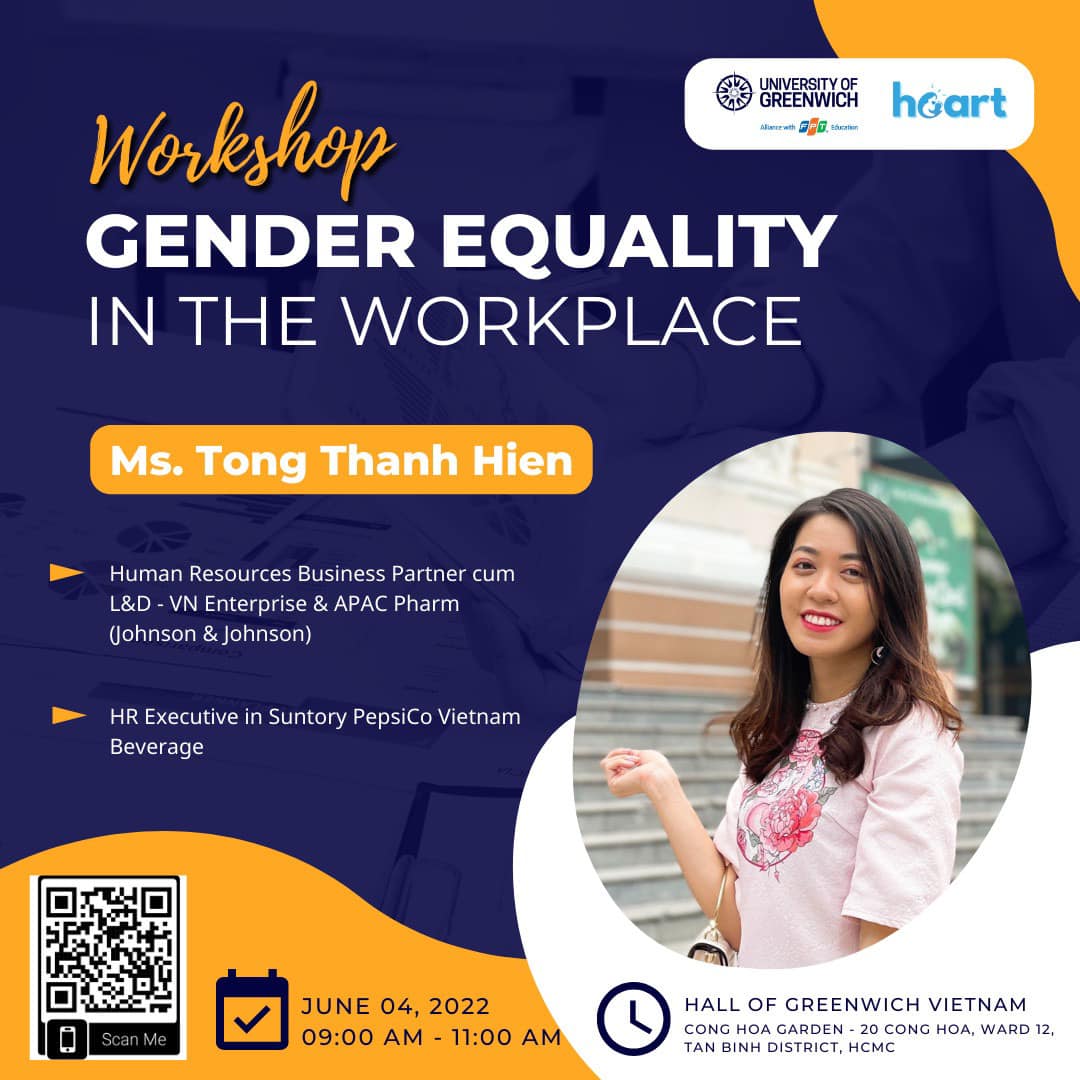 UNIVERSITY OF
GREENWICH
Alliance with FPT Education
heart
Workshop
GENDER EQUALITY
IN THE WORKPLACE
Ms. Tong Thanh Hien
Human Resources Business Partner cum
L&D - VN Enterprise & APAC Pharm
(Johnson & Johnson)
HR Executive in Suntory PepsiCo Vietnam
Beverage
Scan Me
JUNE 04, 2022
09:00 AM - 11:00 AM
HALL OF GREENWICH VIETNAM
CONG HOA GARDEN - 20 CONG HOA, WARD 12,
TAN BINH DISTRICT, HCMC